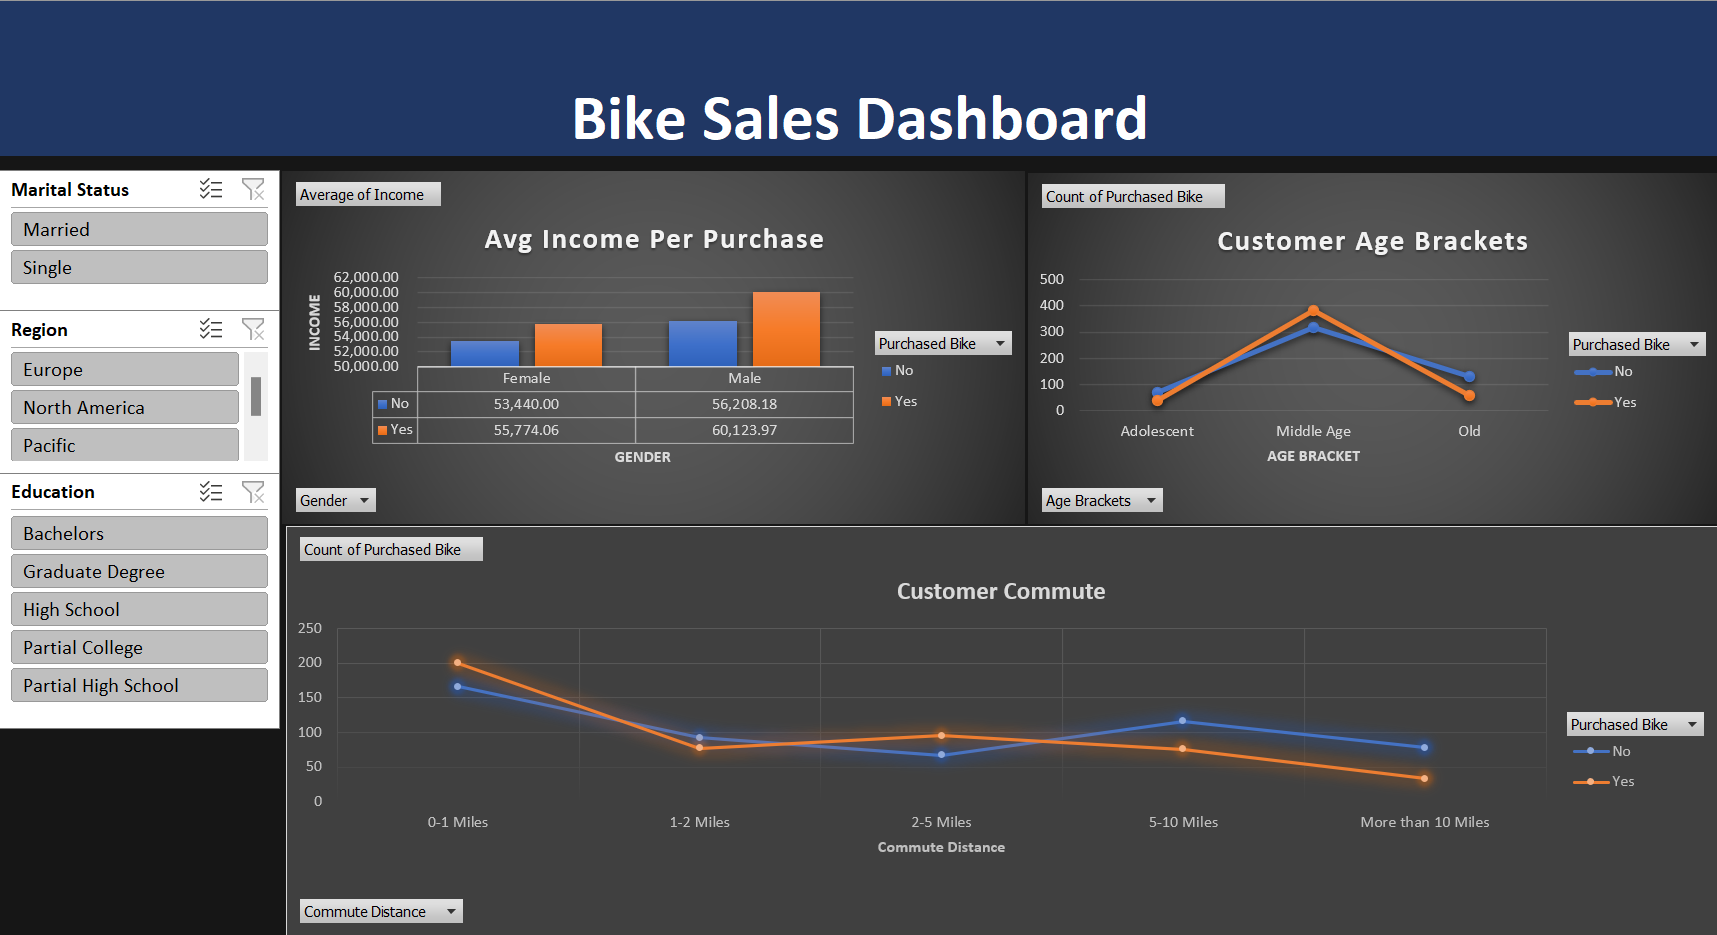 Bike Sales Dashboard
Marital Status
Married
Single
Region
Europe
North America
Pacific
Education
Bachelors
Graduate Degree
High School
Partial College
Partial High School
Average of Income
Avg Income Per Purchase
INCOME
62,000.00
60,000.00
58,000.00
56,000.00
54,000.00
52,000.00
50,000.00
Female Male
No 53,440.00 56,208.18
Yes 55,774.06 60,123.97
GENDER
Purchased Bike
No
Yes
Gender
Count of Purchased Bike
Customer Age Brackets
500
400
300
200
100
0
Adolescent Middle Age Old
AGE BRACKET
Purchased Bike
No
Yes
Age Brackets
Count of Purchased Bike
Customer Commute
250
200
150
100
50
0
0-1 Miles 1-2 Miles 2-5 Miles 5-10 Miles More than 10 Miles
Commute Distance
Purchased Bike
No
Yes
Commute Distance